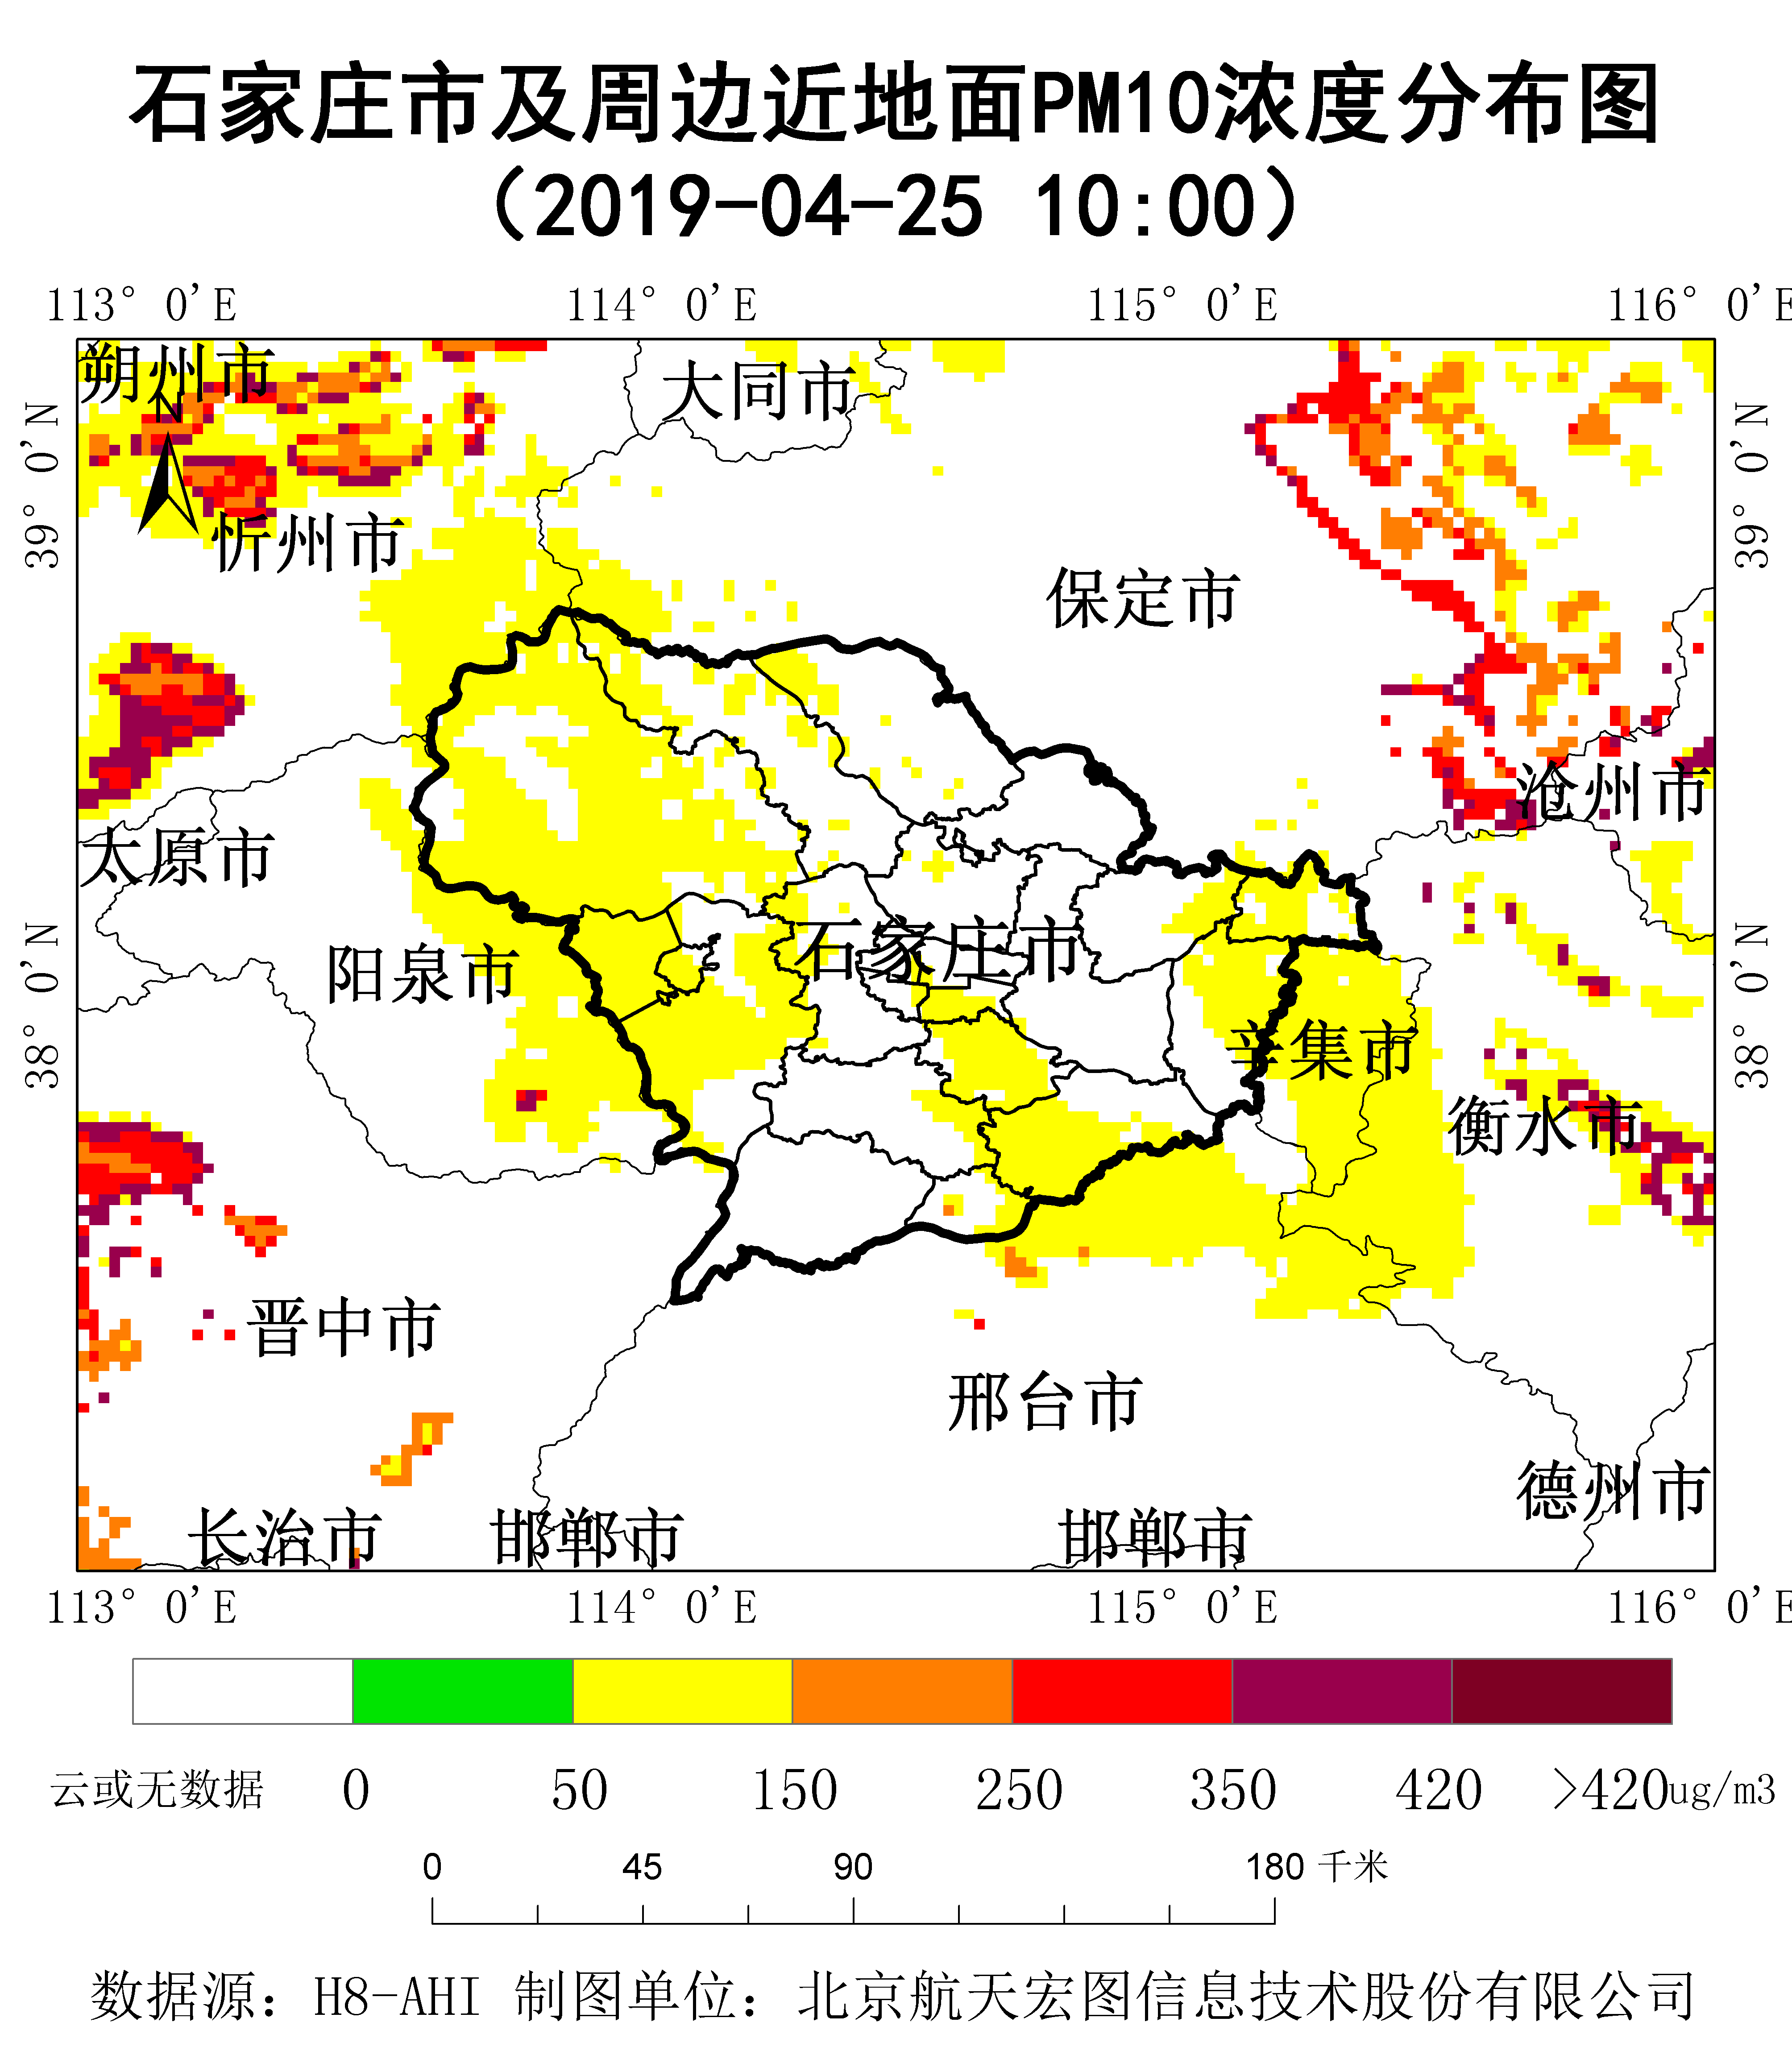 石家庄市及周边近地面PM10浓度分布图
（2019-04-25 10:00）
113° 0'E 114° 0'E 115° 0'E 116° 0'E
朔州市
大同市
N
39° 0'N
39° 0'N
忻州市
保定市
沧州市
太原市
石家庄市
阳泉市
38° 0'N
38° 0'N
辛集市
衡水市
晋中市
邢台市
德州市
长治市
邯郸市
邯郸市
113° 0'E 114° 0'E 115° 0'E 116° 0'E
云或无数据 0 50 150 250 350 420 >420ug/m3
0 45 90 180 千米
数据源：H8-AHI 制图单位：北京航天宏图信息技术股份有限公司